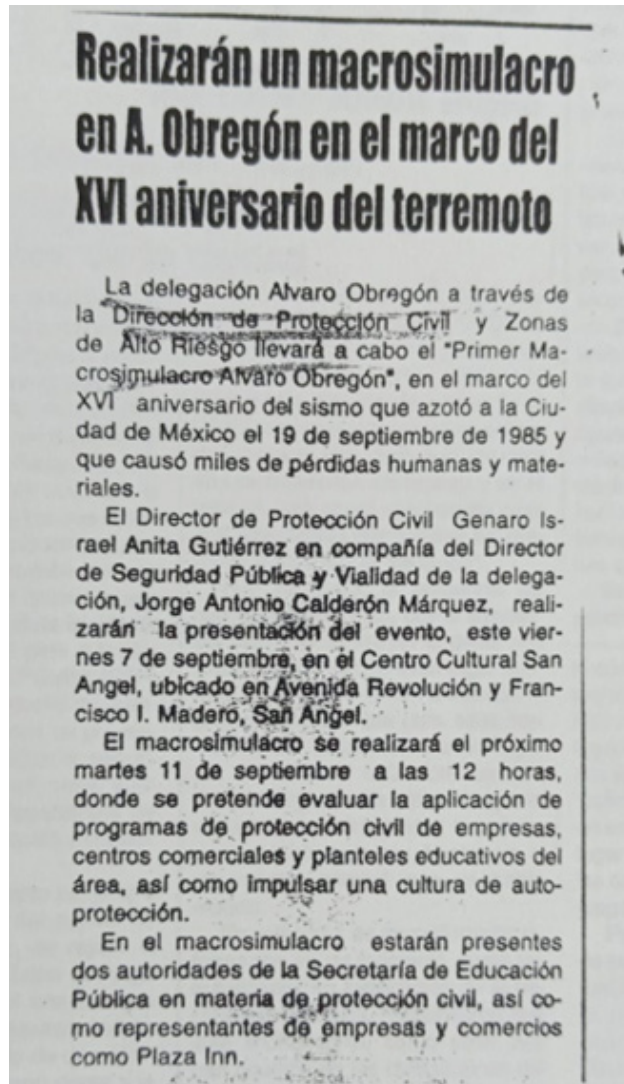 Realizarán un macrosimulacro
en A. Obregón en el marco del
XVI aniversario del terremoto
La delegación Alvaro Obregón a través de
la Dirección de Protección Civil y Zonas
de Alto Riesgo llevará a cabo el "Primer Ma-
crosimulacro Alvaro Obregón", en el marco del
XVI aniversario del sismo que azotó a la Ciu-
dad de México el 19 de septiembre de 1985 y
que causó miles de pérdidas humanas y mate-
riales.
El Director de Protección Civil Genaro Is-
rael Anita Gutiérrez en compañía del Director
de Seguridad Pública y Vialidad de la delega-
ción, Jorge Antonio Calderón Márquez, reali-
zarán la presentación del evento, este vier-
nes 7 de septiembre, en el Centro Cultural San
Angel, ubicado en Avenida Revolución y Fran-
cisco I. Madero, San Angel.
El macrosimulacro se realizará el próximo
martes 11 de septiembre a las 12 horas,
donde se pretende evaluar la aplicación de
programas de protección civil de empresas,
centros comerciales y planteles educativos del
área, así como impulsar una cultura de auto-
protección.
En el macrosimulacro estarán presentes
dos autoridades de la Secretaría de Educación
Pública en materia de protección civil, así co-
mo representantes de empresas y comercios
como Plaza Inn.